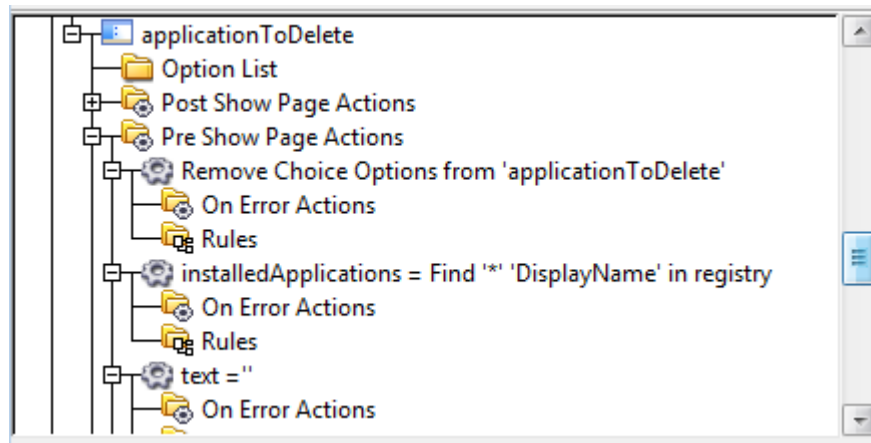 applicationToDelete
Option List
Post Show Page Actions
Pre Show Page Actions
Remove Choice Options from 'applicationToDelete'
On Error Actions
Rules
installedApplications = Find '*' 'DisplayName' in registry
On Error Actions
Rules
text =''
On Error Actions